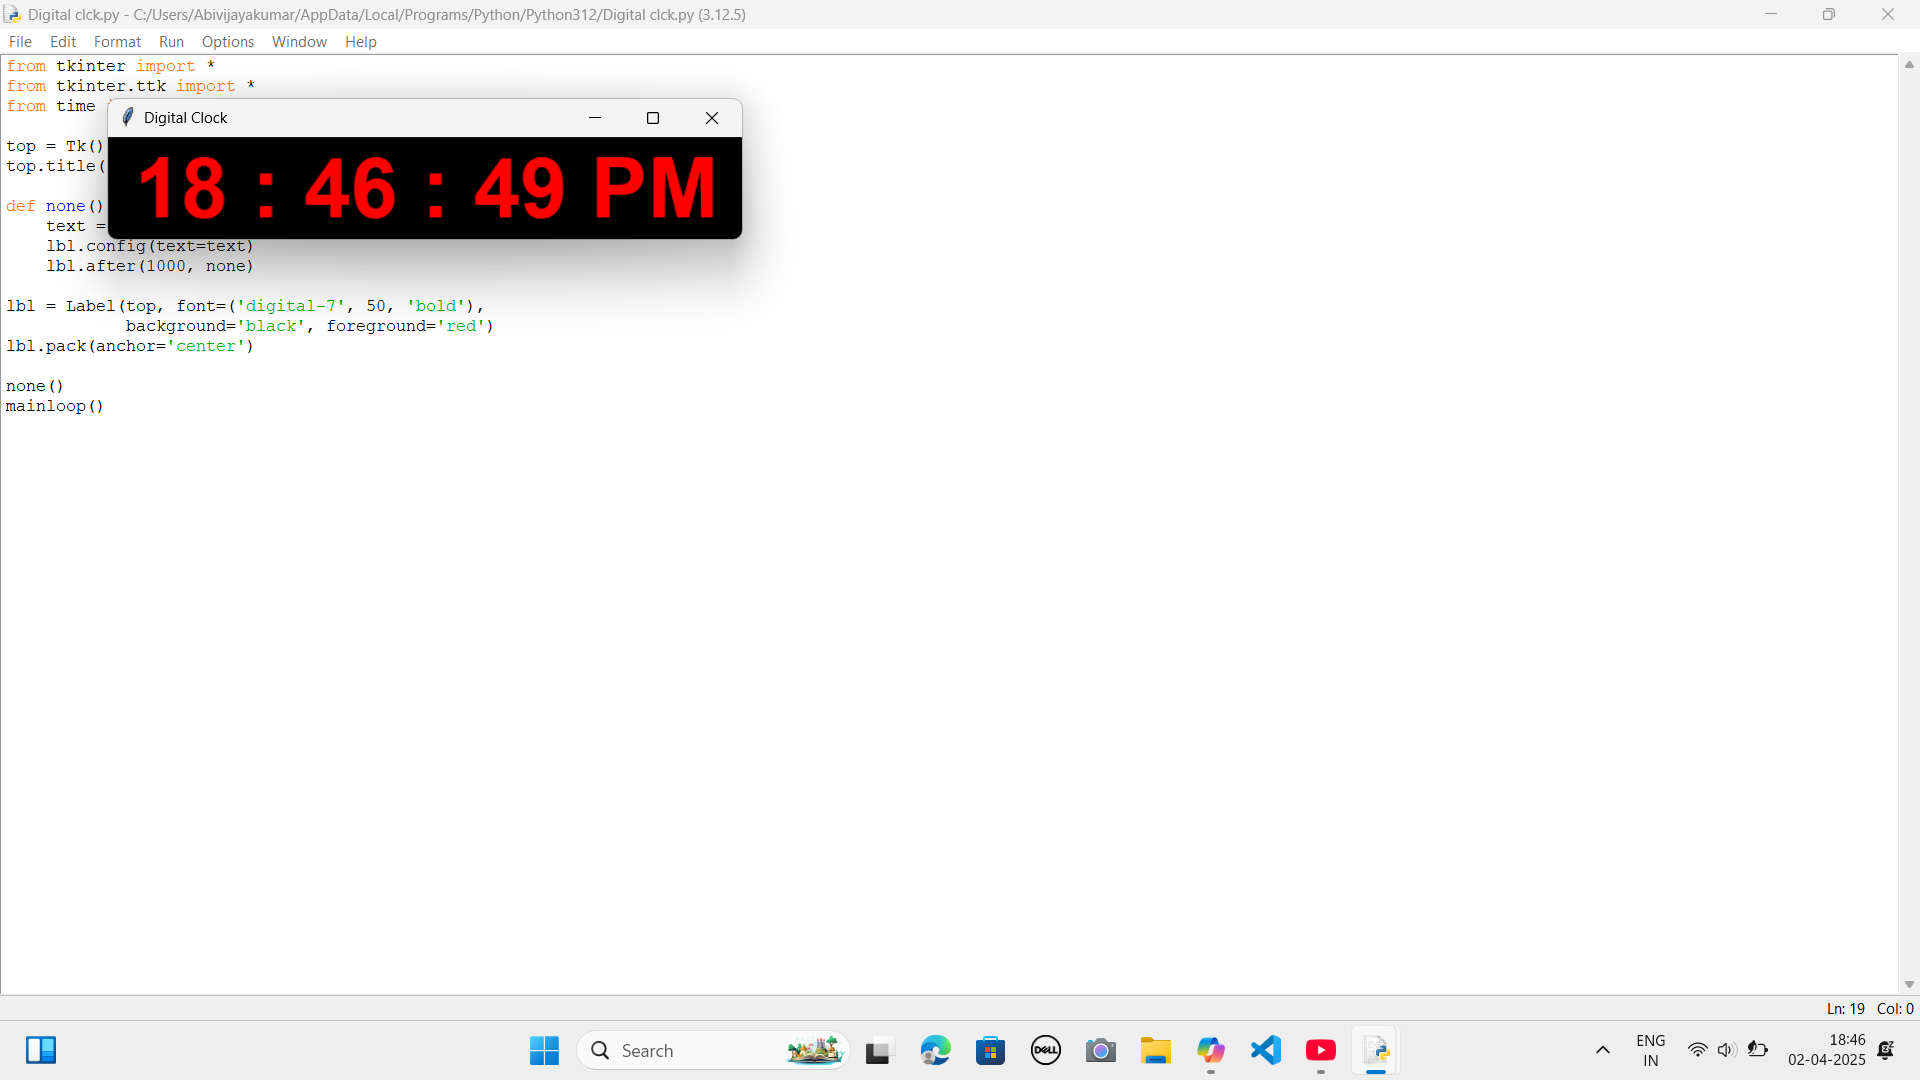 Digital clck.py - C:/Users/Abivijayakumar/AppData/Local/Programs/Python/Python312/Digital clck.py (3.12.5)
File Edit Format Run Options Window Help
from tkinter import *
from tkinter.ttk import *
from time
Digital Clock
top = Tk()
top.title(
18 : 46 : 49 PM
def none()
text =
lbl.config(text=text)
lbl.after(1000, none)
lbl = Label(top, font=('digital-7', 50, 'bold'),
background='black', foreground='red')
lbl.pack(anchor='center')
none()
mainloop()
Ln: 19 Col: 0
Search
DELL
ENG
IN
18:46
02-04-2025